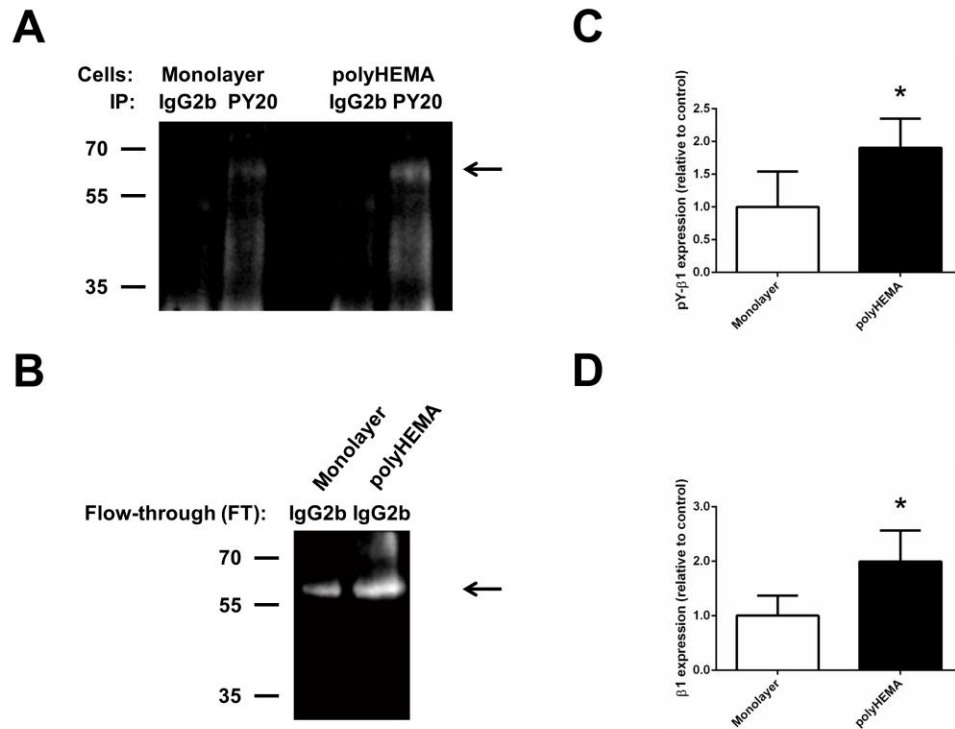 A
Cells: Monolayer polyHEMA
IP: IgG2b PY20 IgG2b PY20
70
55
35
B
Monolayer
polyHEMA
Flow-through (FT): IgG2b IgG2b
70
55
35
C
pY-β1 expression (relative to control)
2.5
2.0
1.5
1.0
0.5
0.0
*
Monolayer
polyHEMA
D
β1 expression (relative to control)
3.0
2.0
1.0
0.0
*
Monolayer
polyHEMA